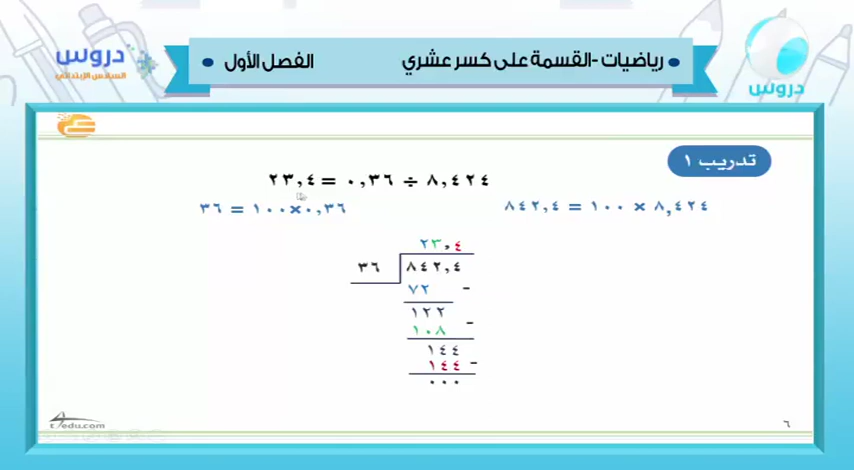 دروس
السادس الإبتدائي
رياضيات - القسمة على كسر عشري
الفصل الأول
دروس
تدريب ١
٨,٤٢٤ ÷ ٠,٣٦ = ٢٣,٤
٨,٤٢٤ × ١٠٠ = ٨٤٢,٤
٠,٣٦×١٠٠ = ٣٦
٢٣,٤
٣٦ ٨٤٢,٤
٧٢ -
١٢٢
١٠٨ -
١٤٤
١٤٤ -
٠٠٠
t4edu.com
٦